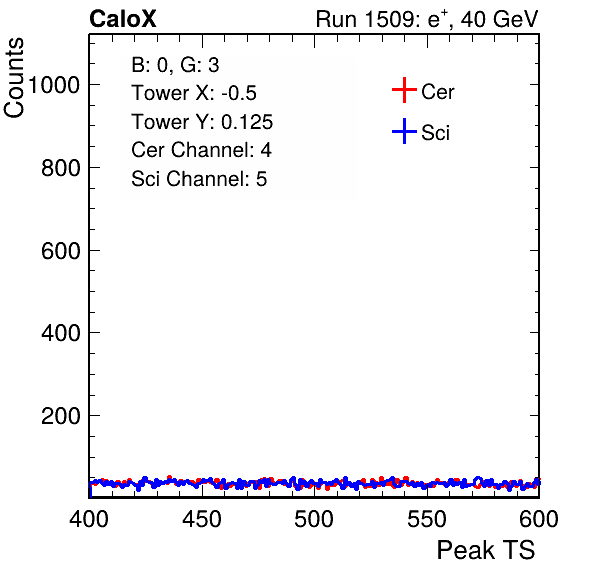 CaloX
Run 1509: e+, 40 GeV
Counts
B: 0, G: 3
Tower X: -0.5
Tower Y: 0.125
Cer Channel: 4
Sci Channel: 5
Cer
Sci
1000
800
600
400
200
400 450 500 550 600
Peak TS